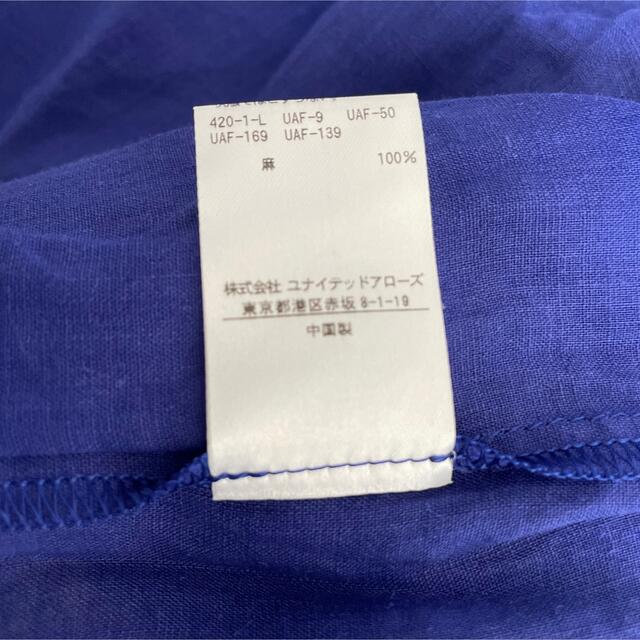 420-1-L UAF-9 UAF-50
UAF-169 UAF-139
麻 100%
株式会社 ユナイテッドアローズ
東京都港区赤坂 8-1-19
中国製